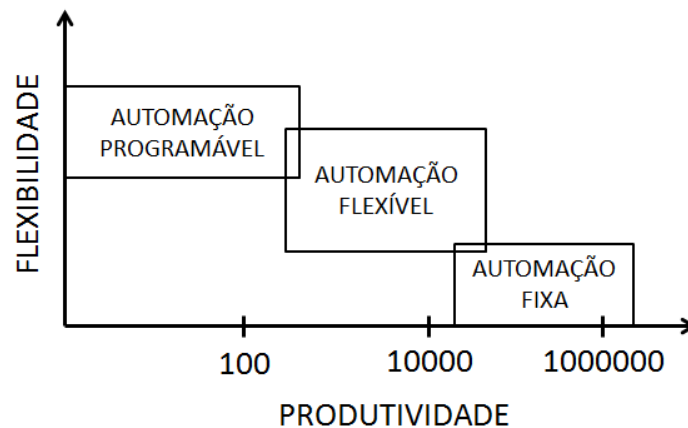 FLEXIBILIDADE
AUTOMAÇÃO
PROGRAMÁVEL
AUTOMAÇÃO
FLEXÍVEL
AUTOMAÇÃO
FIXA
100
10000
1000000
PRODUTIVIDADE